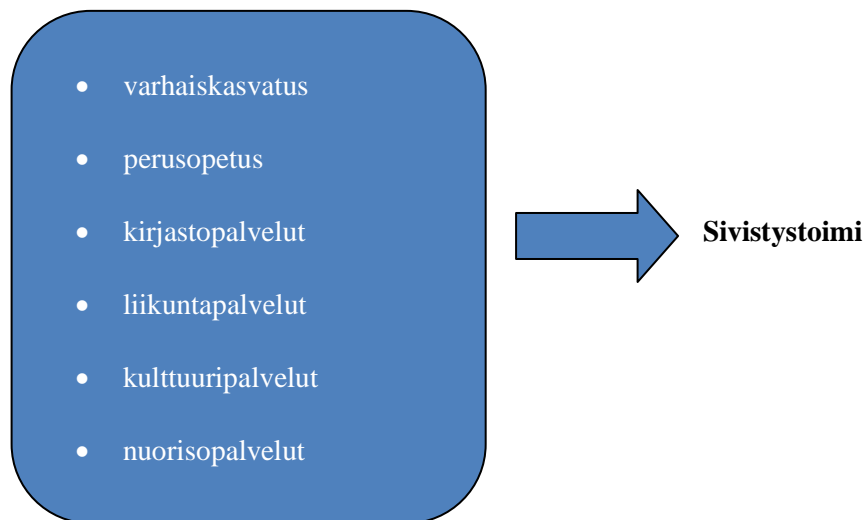 • varhaiskasvatus
• perusopetus
• kirjastopalvelut
• liikuntapalvelut
• kulttuuripalvelut
• nuorisopalvelut
Sivistystoimi